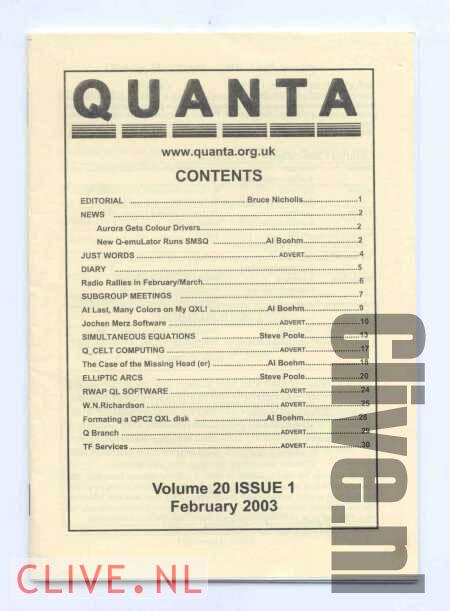 QUANTA
www.quanta.org.uk
CONTENTS
EDITORIAL ........ Bruce Nicholls........1
NEWS ........2
Aurora Gets Colour Drivers........2
New Q-emuLator Runs SMSQ ........Al Boehm........2
JUST WORDS ........ ADVERT........4
DIARY ........5
Radio Rallies in February/March........6
SUBGROUP MEETINGS ........7
At Last, Many Colors on My QXL! ........Al Boehm........9
Jochen Merz Software ........ADVERT........10
SIMULTANEOUS EQUATIONS ........Steve Poole........13
Q_CELT COMPUTING ........ADVERT........17
The Case of the Missing Head (er) ........Al Boehm........19
ELLIPTIC ARCS ........Steve Poole........20
RWAP QL SOFTWARE ........ADVERT........24
W.N.Richardson ........ADVERT........25
Formating a QPC2 QXL disk ........Al Boehm........28
Q Branch ........ADVERT........29
TF Services ........ADVERT........30
Volume 20 ISSUE 1
February 2003
CLIVE.NL
clive.nl